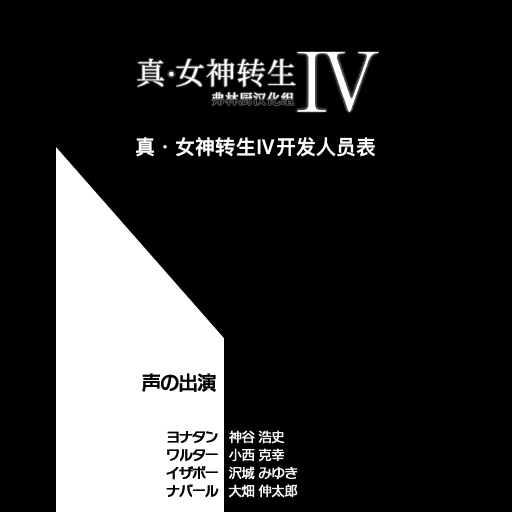 真·女神转生IV
弗林厨汉化组
真·女神转生IV开发人员表
声の出演
ヨナタン 神谷 浩史
ワルター 小西 克幸
イザボー 沢城 みゆき
ナバール 大畑 伸太郎